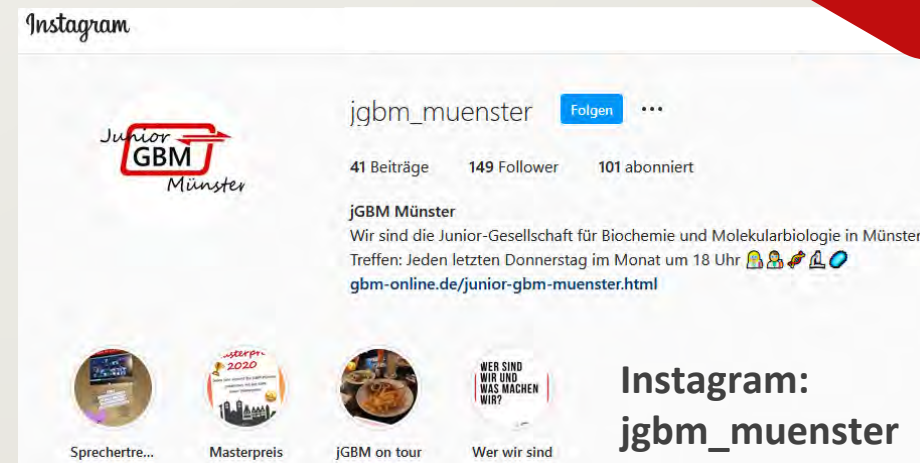 Instagram
Junior
GBM
Münster
jgbm_muenster Folgen
41 Beiträge 149 Follower 101 abonniert
jGBM Münster
Wir sind die Junior-Gesellschaft für Biochemie und Molekularbiologie in Münster
Treffen: Jeden letzten Donnerstag im Monat um 18 Uhr
gbm-online.de/junior-gbm-muenster.html
2020
WER SIND
WIR UND
WAS MACHEN
WIR?
Sprechertre... Masterpreis jGBM on tour Wer wir sind
Instagram:
jgbm_muenster